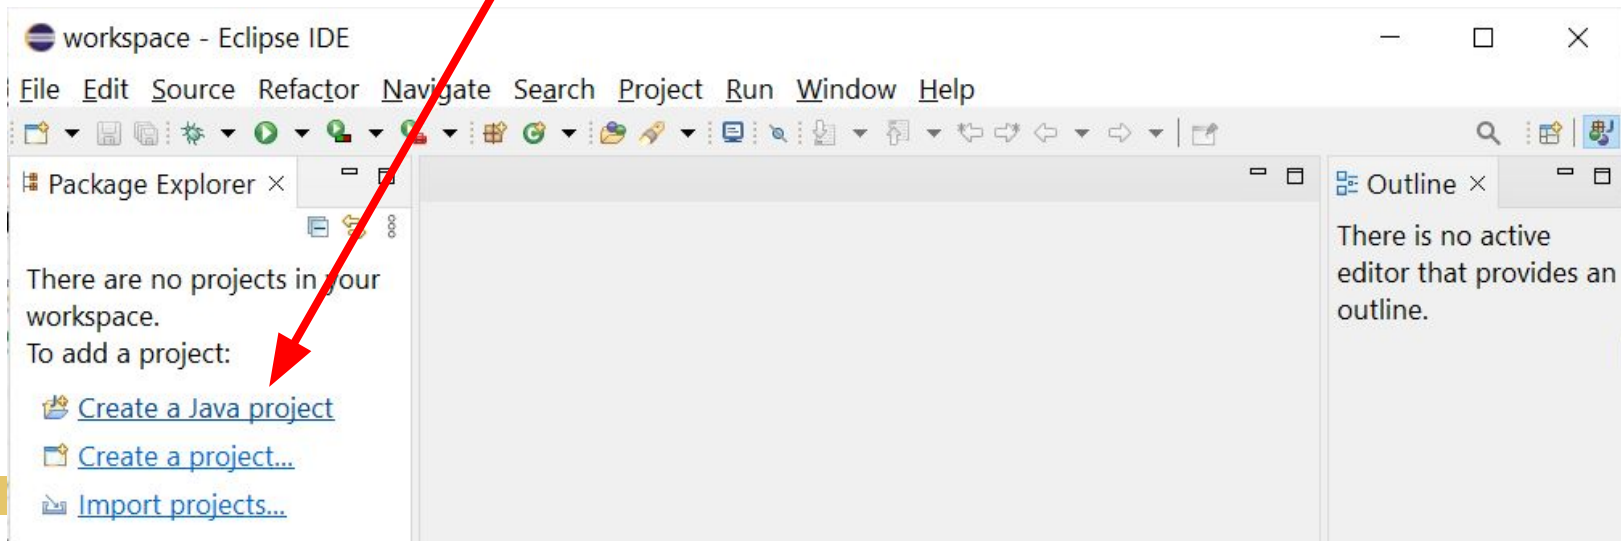 workspace - Eclipse IDE
File Edit Source Refactor Navigate Search Project Run Window Help
Package Explorer
There are no projects in your
workspace.
To add a project:
Create a Java project
Create a project...
Import projects...
Outline
There is no active
editor that provides an
outline.